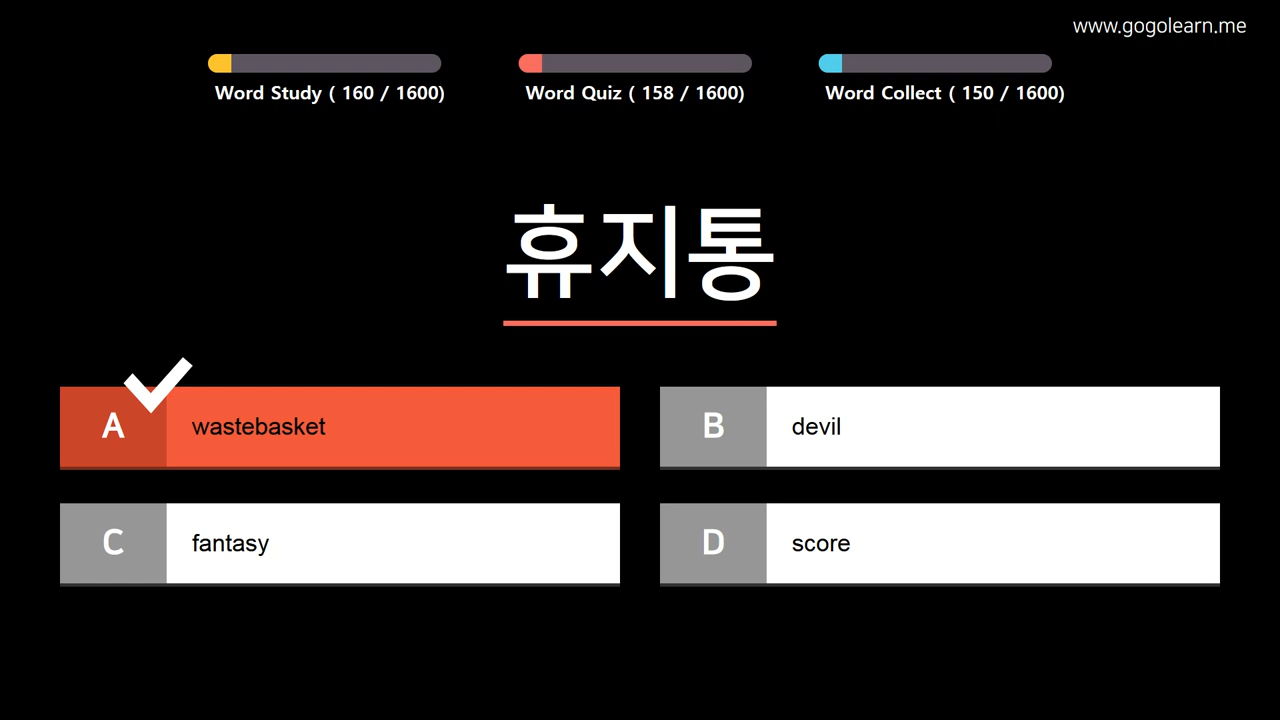 www.gogolearn.me
Word Study ( 160 / 1600)
Word Quiz ( 158 / 1600)
Word Collect ( 150 / 1600)
휴지통
A wastebasket
B devil
C fantasy
D score